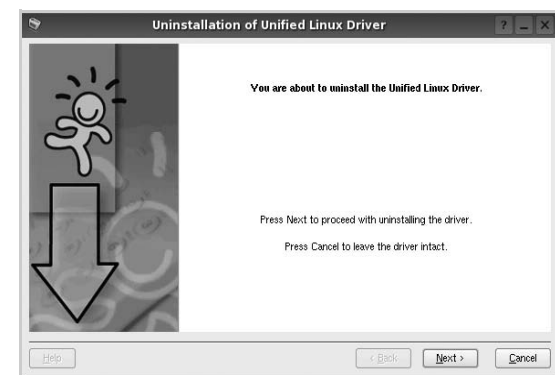 Uninstallation of Unified Linux Driver
You are about to uninstall the Unified Linux Driver.
Press Next to proceed with uninstalling the driver.
Press Cancel to leave the driver intact.
Help
< Back
Next >
Cancel